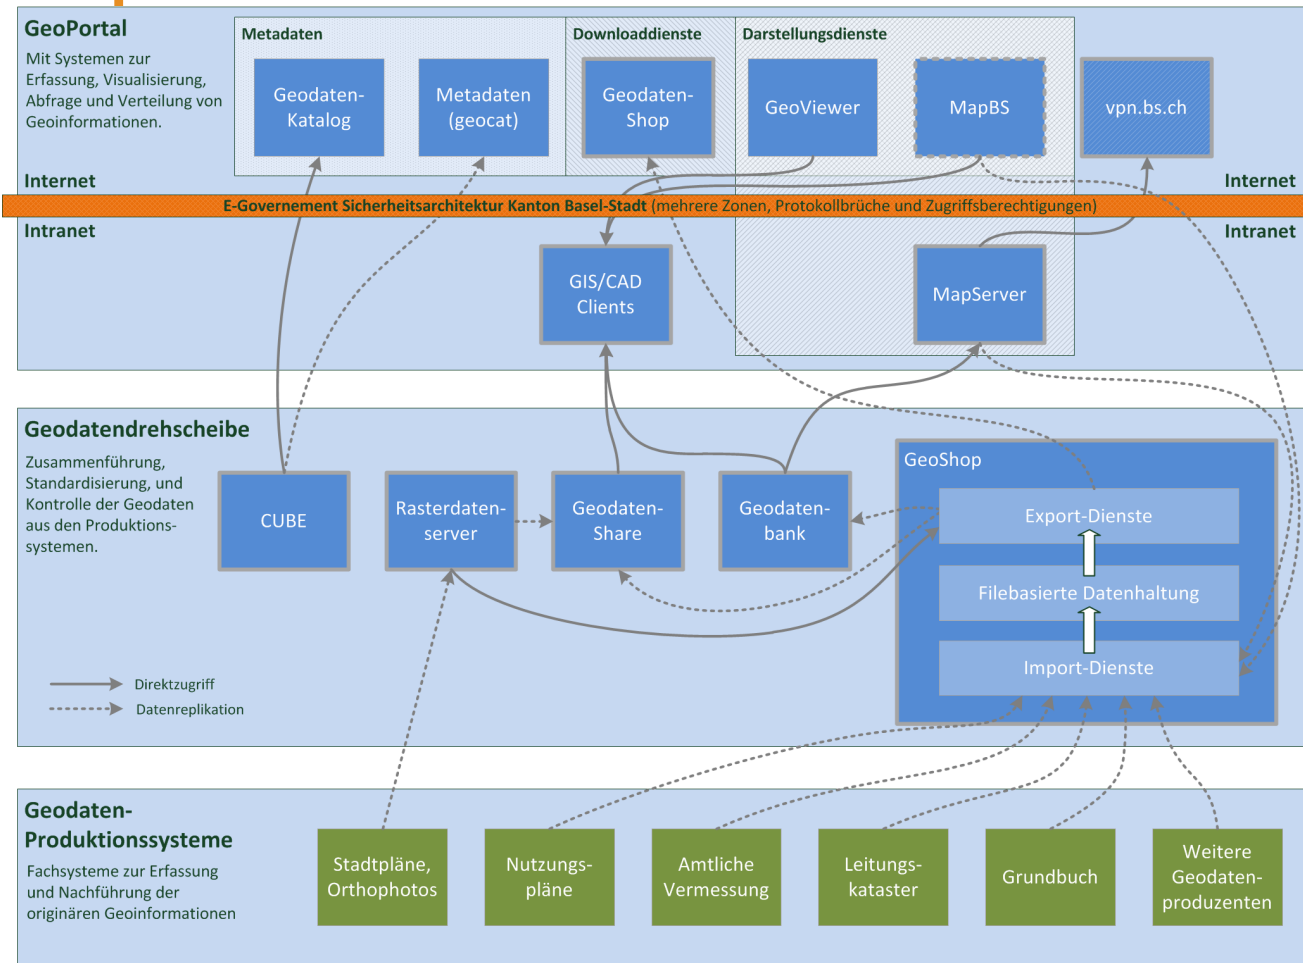 GeoPortal
Mit Systemen zur
Erfassung, Visualisierung,
Abfrage und Verteilung von
Geoinformationen.
Metadaten
Downloaddienste
Darstellungsdienste
Geodaten-
Katalog
Metadaten
(geocat)
Geodaten-
Shop
GeoViewer
MapBS
vpn.bs.ch
Internet
Internet
E-Governement Sicherheitsarchitektur Kanton Basel-Stadt (mehrere Zonen, Protokollbrüche und Zugriffsberechtigungen)
Intranet
Intranet
GIS/CAD
Clients
MapServer
Geodatendrehscheibe
Zusammenführung,
Standardisierung, und
Kontrolle der Geodaten
aus den Produktions-
systemen.
CUBE
Rasterdaten-
server
Geodaten-
Share
Geodaten-
bank
GeoShop
Export-Dienste
Filebasierte Datenhaltung
Import-Dienste
Direktzugriff
Datenreplikation
Geodaten-
Produktionssysteme
Fachsysteme zur Erfassung
und Nachführung der
originären Geoinformationen
Stadtpläne,
Orthophotos
Nutzungs-
pläne
Amtliche
Vermessung
Leitungs-
kataster
Grundbuch
Weitere
Geodaten-
produzenten